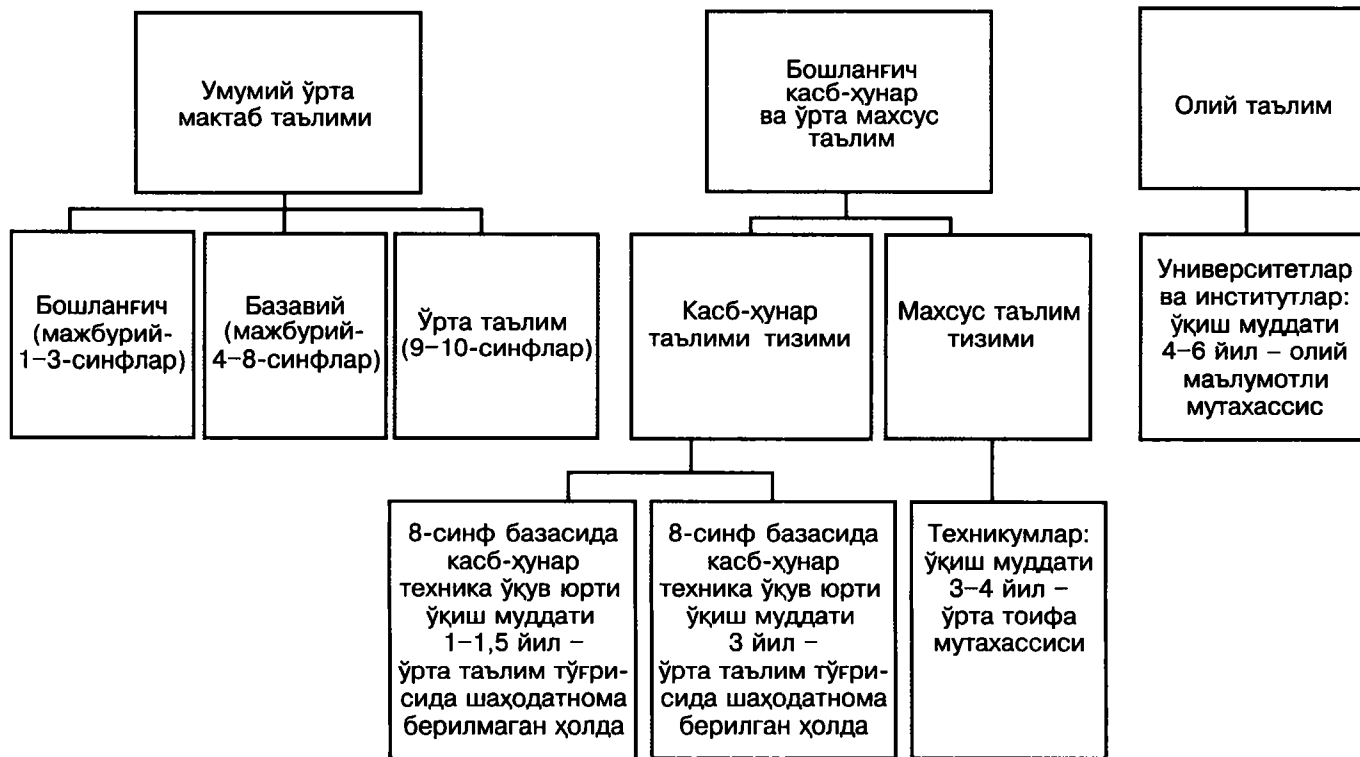 Умумий ўрта
мактаб таълими
Бошланғич
касб-ҳунар
ва ўрта махсус
таълим
Олий таълим
Бошланғич
(мажбурий-
1–3-синфлар)
Базавий
(мажбурий-
4–8-синфлар)
Ўрта таълим
(9–10-синфлар)
Касб-ҳунар
таълими тизими
Махсус таълим
тизими
Университетлар
ва институтлар:
ўқиш муддати
4–6 йил – олий
маълумотли
мутахассис
8-синф базасида
касб-ҳунар
техника ўқув юрти
ўқиш муддати
1–1,5 йил –
ўрта таълим тўғри-
сида шаҳодатнома
берилмаган ҳолда
8-синф базасида
касб-ҳунар
техника ўқув юрти
ўқиш муддати
3 йил –
ўрта таълим тўғри-
сида шаҳодатнома
берилган ҳолда
Техникумлар:
ўқиш муддати
3–4 йил –
ўрта тоифа
мутахассиси